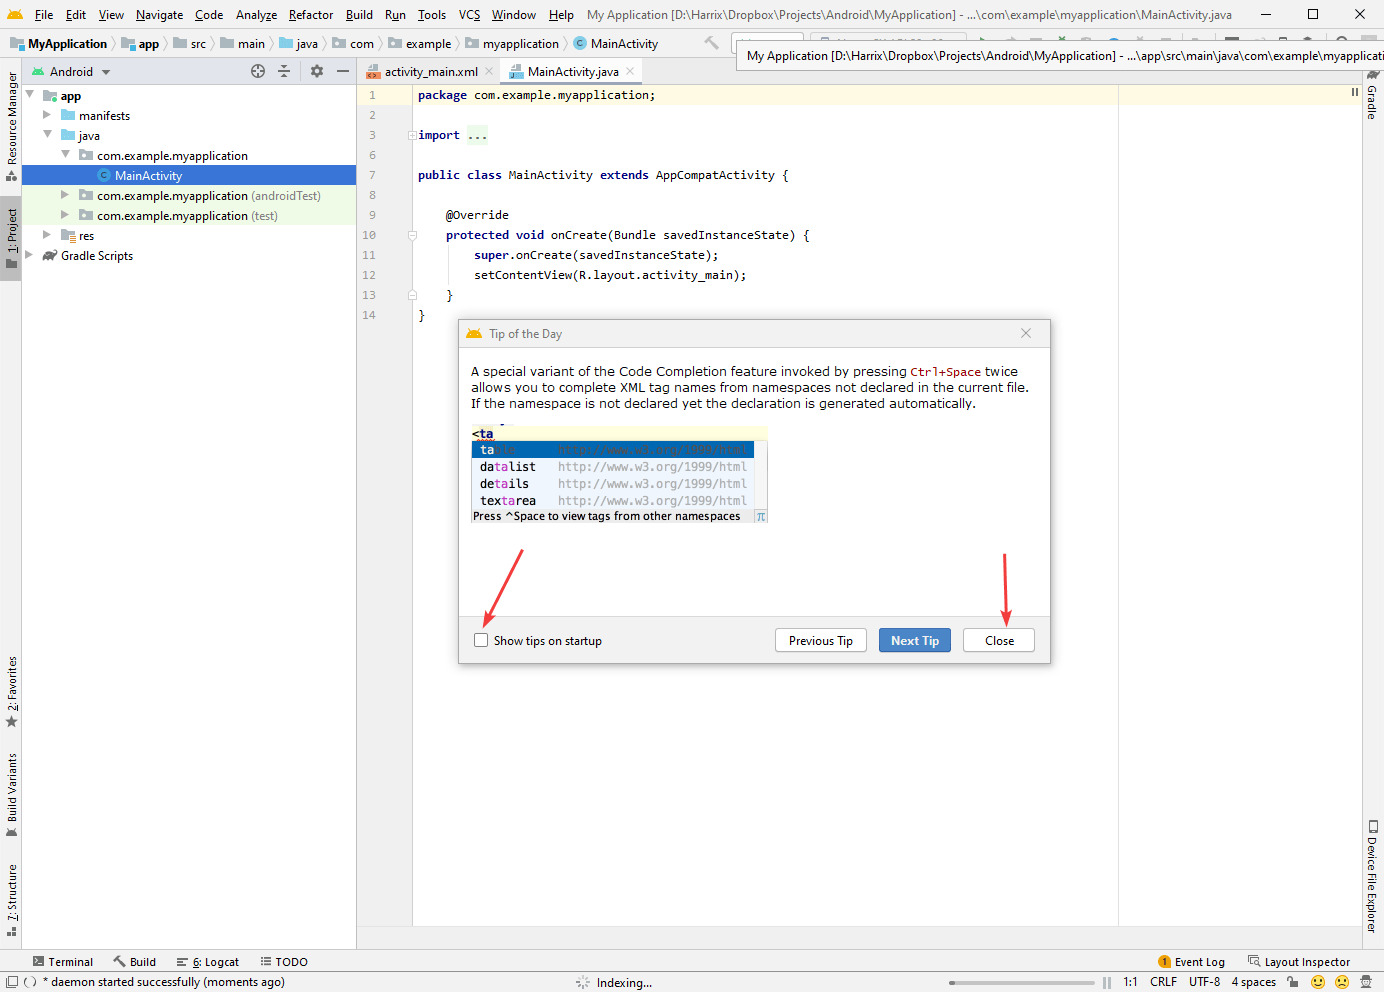 File Edit View Navigate Code Analyze Refactor Build Run Tools VCS Window Help My Application [D:\Harrix\Dropbox\Projects\Android\MyApplication] - ...\com\example\myapplication\MainActivity.java
MyApplication app src main java com example myapplication MainActivity
My Application [D:\Harrix\Dropbox\Projects\Android\MyApplication] - ...\app\src\main\java\com\example\myapplicati
Android
activity_main.xml MainActivity.java
Resource Manager
1: Project
2: Favorites
Build Variants
7: Structure
app
manifests
java
com.example.myapplication
MainActivity
com.example.myapplication (androidTest)
com.example.myapplication (test)
res
Gradle Scripts
1 package com.example.myapplication;
2
3 import ...
6
7 public class MainActivity extends AppCompatActivity {
8
9 @Override
10 protected void onCreate(Bundle savedInstanceState) {
11 super.onCreate(savedInstanceState);
12 setContentView(R.layout.activity_main);
13 }
14 }
Tip of the Day
A special variant of the Code Completion feature invoked by pressing Ctrl+Space twice
allows you to complete XML tag names from namespaces not declared in the current file.
If the namespace is not declared yet the declaration is generated automatically.
<ta
ta http://www.w3.org/1999/html
datalist http://www.w3.org/1999/html
details http://www.w3.org/1999/html
textarea http://www.w3.org/1999/html
Press ^Space to view tags from other namespaces π
Show tips on startup Previous Tip Next Tip Close
Gradle
Device File Explorer
Terminal Build 6: Logcat TODO 1 Event Log Layout Inspector
* daemon started successfully (moments ago) Indexing... 1:1 CRLF UTF-8 4 spaces